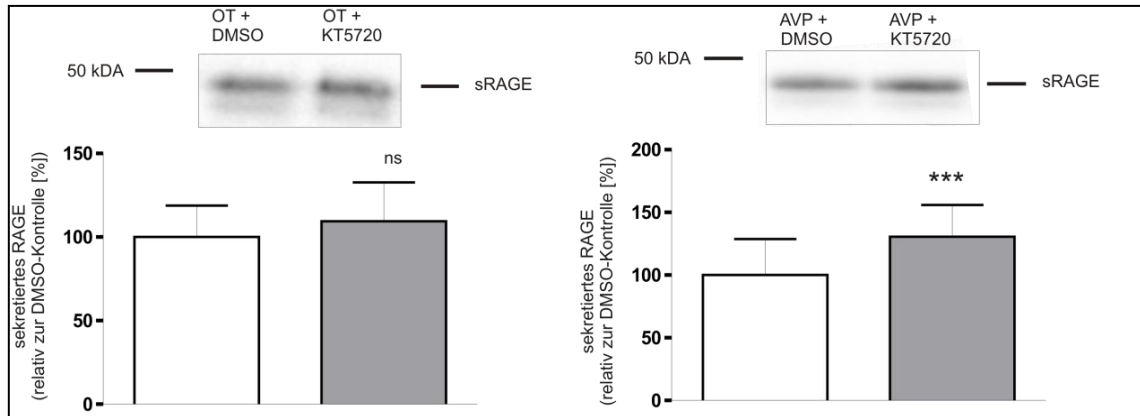 OT +
DMSO
OT +
KT5720
50 kDA
sRAGE
150
100
50
0
sekretiertes RAGE
(relativ zur DMSO-Kontrolle [%])
ns
AVP +
DMSO
AVP +
KT5720
50 kDA
sRAGE
200
150
100
50
0
sekretiertes RAGE
(relativ zur DMSO-Kontrolle [%])
***